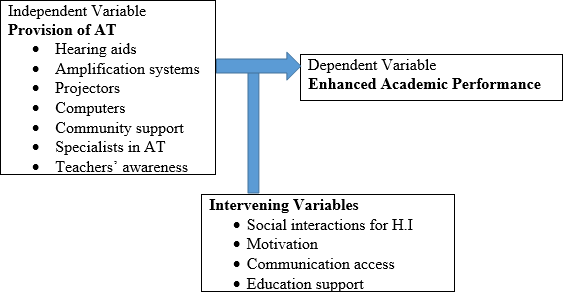 Independent Variable
Provision of AT
• Hearing aids
• Amplification systems
• Projectors
• Computers
• Community support
• Specialists in AT
• Teachers’ awareness
Dependent Variable
Enhanced Academic Performance
Intervening Variables
• Social interactions for H.I
• Motivation
• Communication access
• Education support